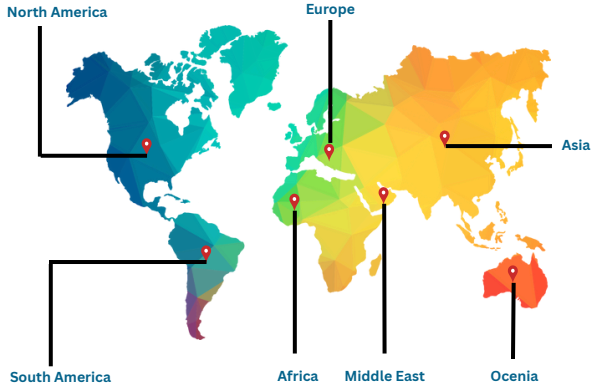 Europe
North America
Asia
South America
Africa
Middle East
Ocenia